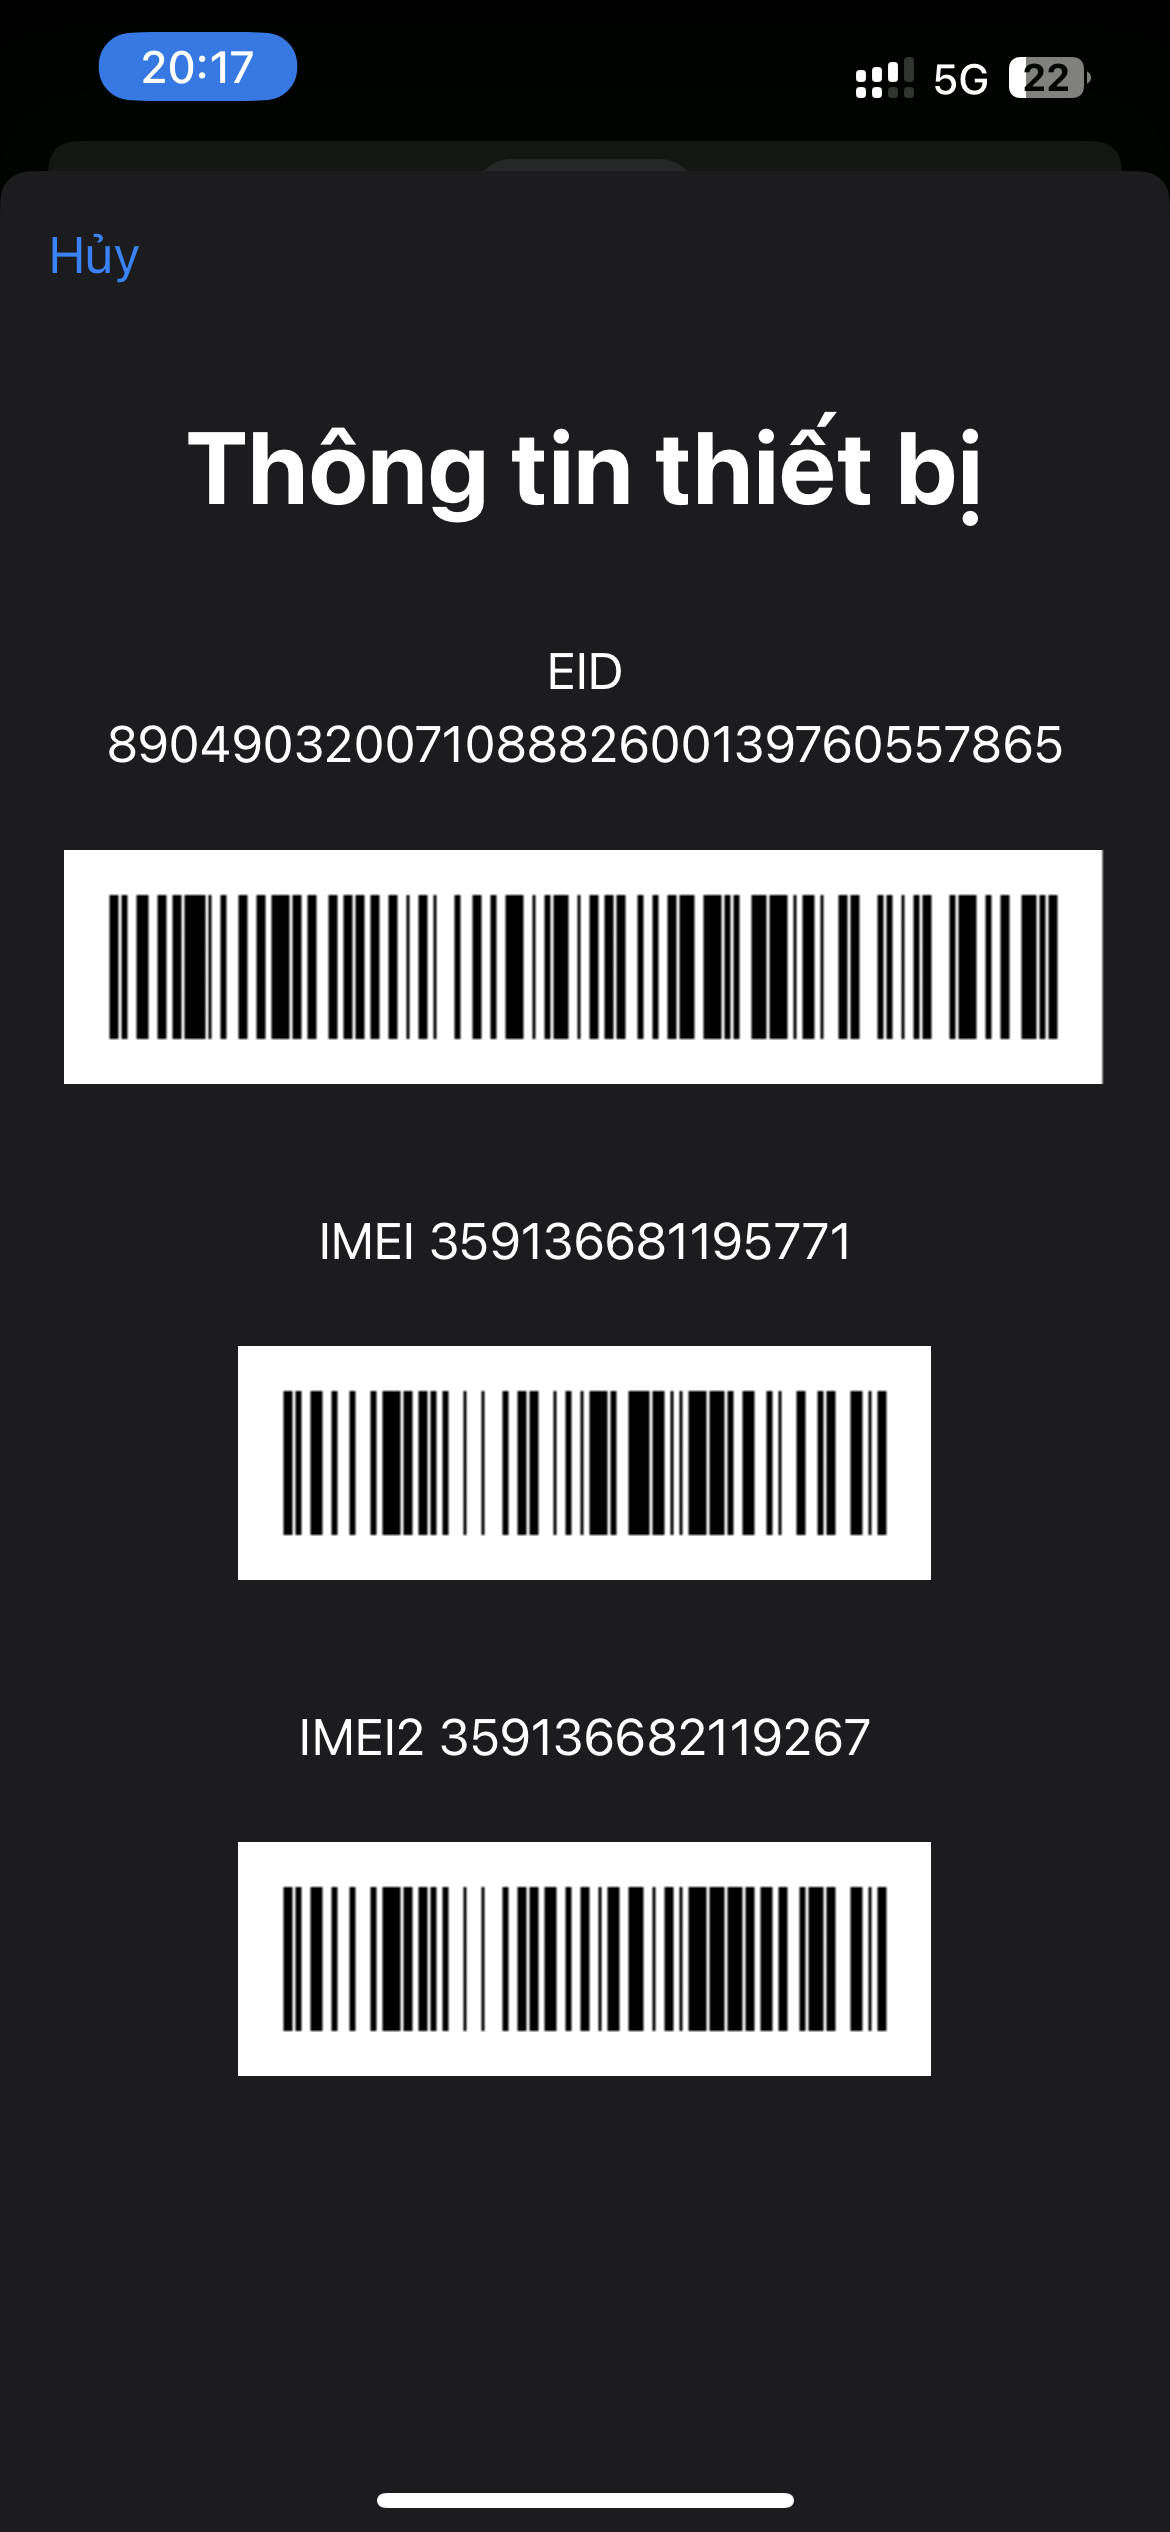 20:17
5G
22
Hủy
Thông tin thiết bị
EID
89049032007108882600139760557865
IMEI 359136681195771
IMEI2 359136682119267